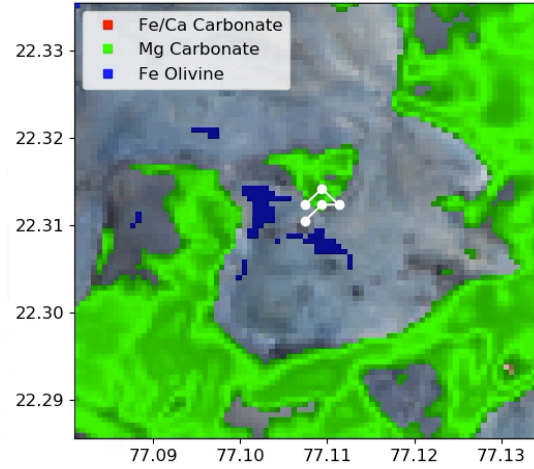 Fe/Ca Carbonate
Mg Carbonate
Fe Olivine
22.33
22.32
22.31
22.30
22.29
77.09 77.10 77.11 77.12 77.13